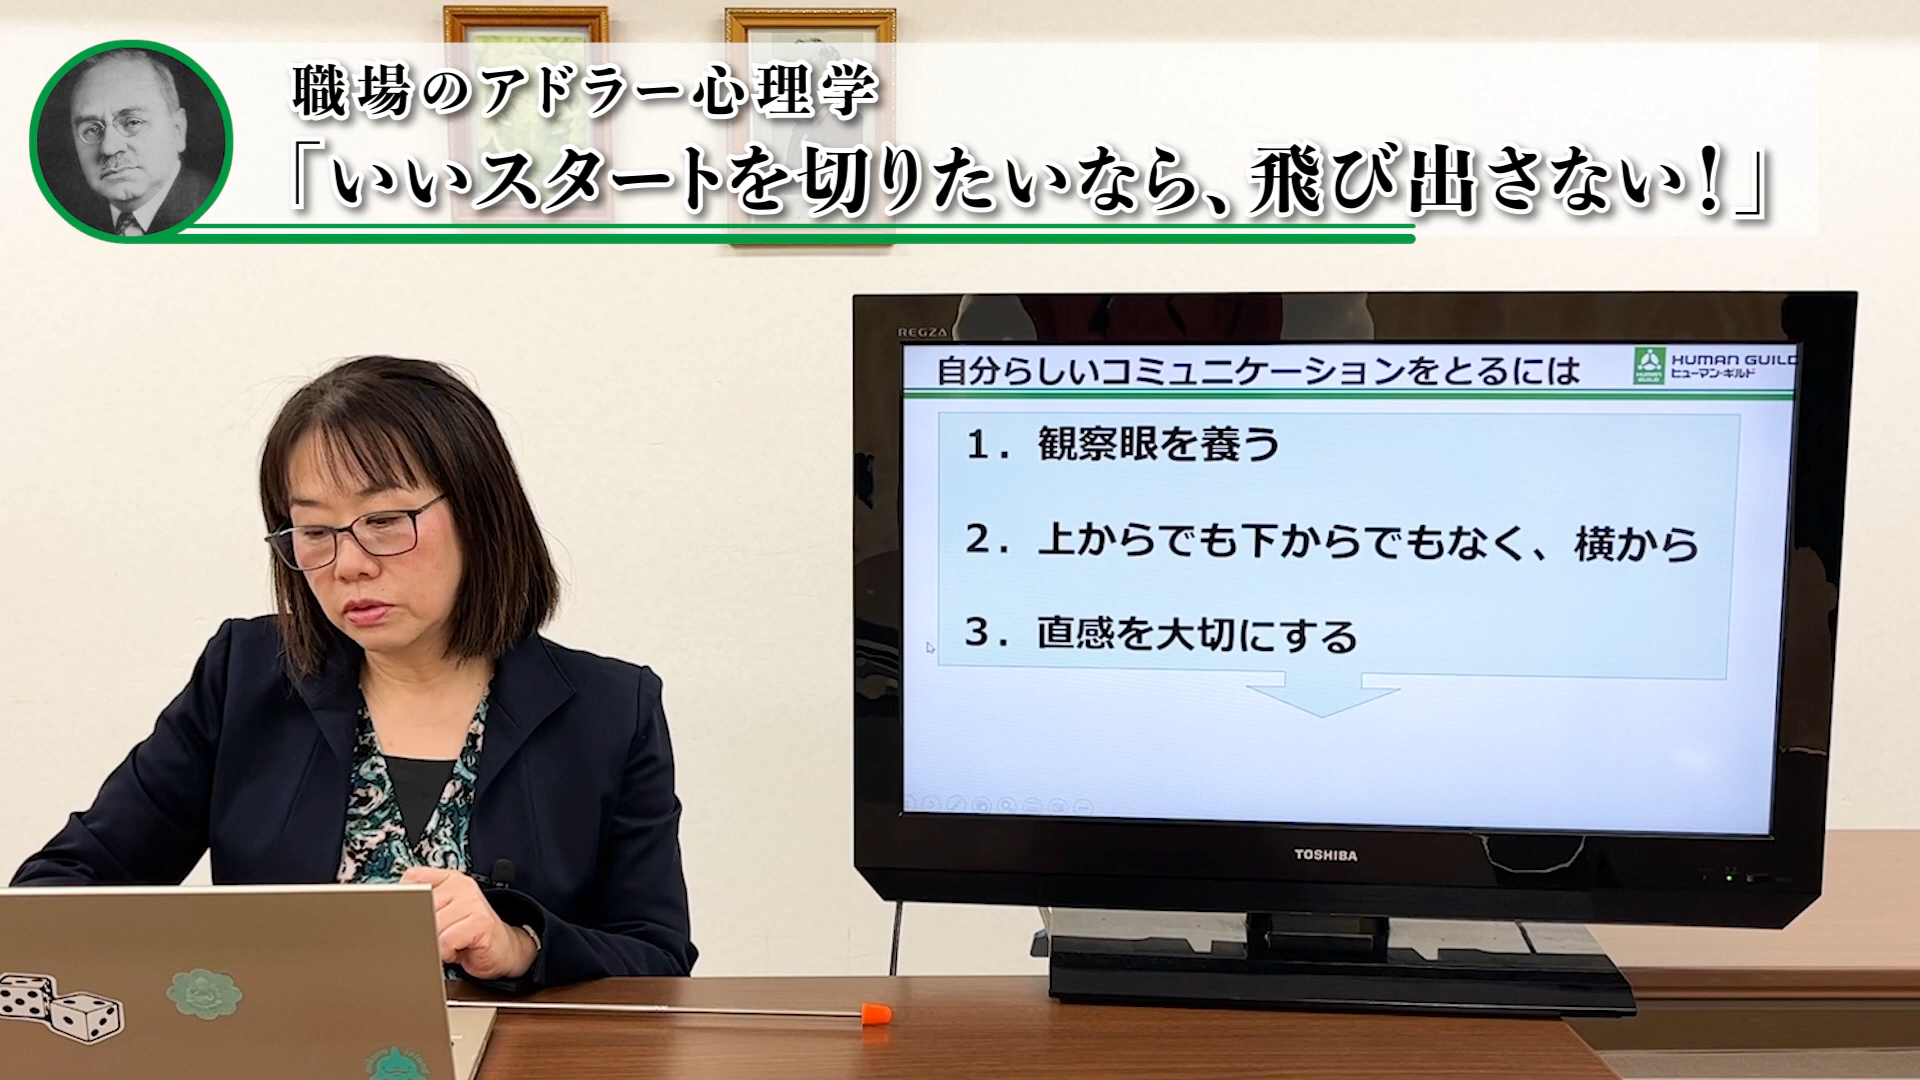 職場のアドラー心理学
「いいスタートを切りたいなら、飛び出さない!」
REGZA
自分らしいコミュニケーションをとるには
HUMAN GUILD
ヒューマン・ギルド
1. 観察眼を養う
2. 上からでも下からでもなく、横から
3. 直感を大切にする
TOSHIBA